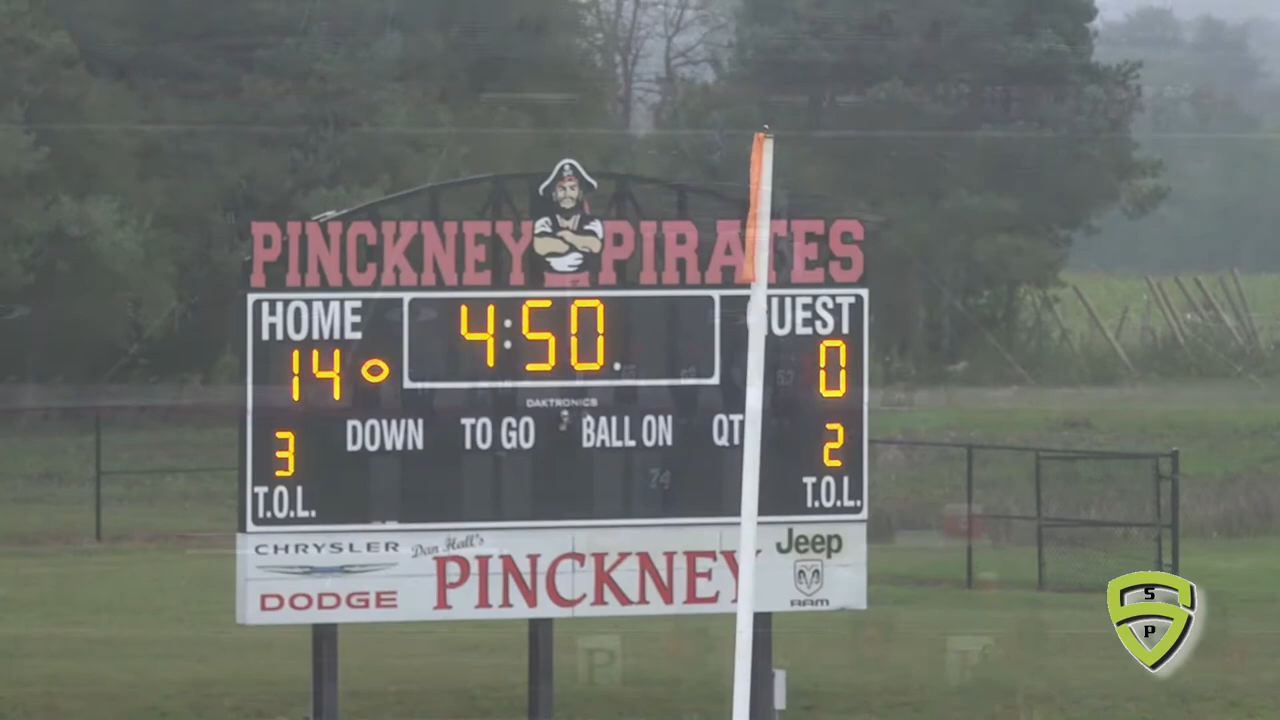 PINCKNEY PIRATES
HOME 4:50 GUEST
14 0
DAKTRONICS
DOWN TO GO BALL ON QT
3 2
T.O.L. T.O.L.
CHRYSLER Dan Hall's PINCKNEY Jeep
DODGE RAM
S
P